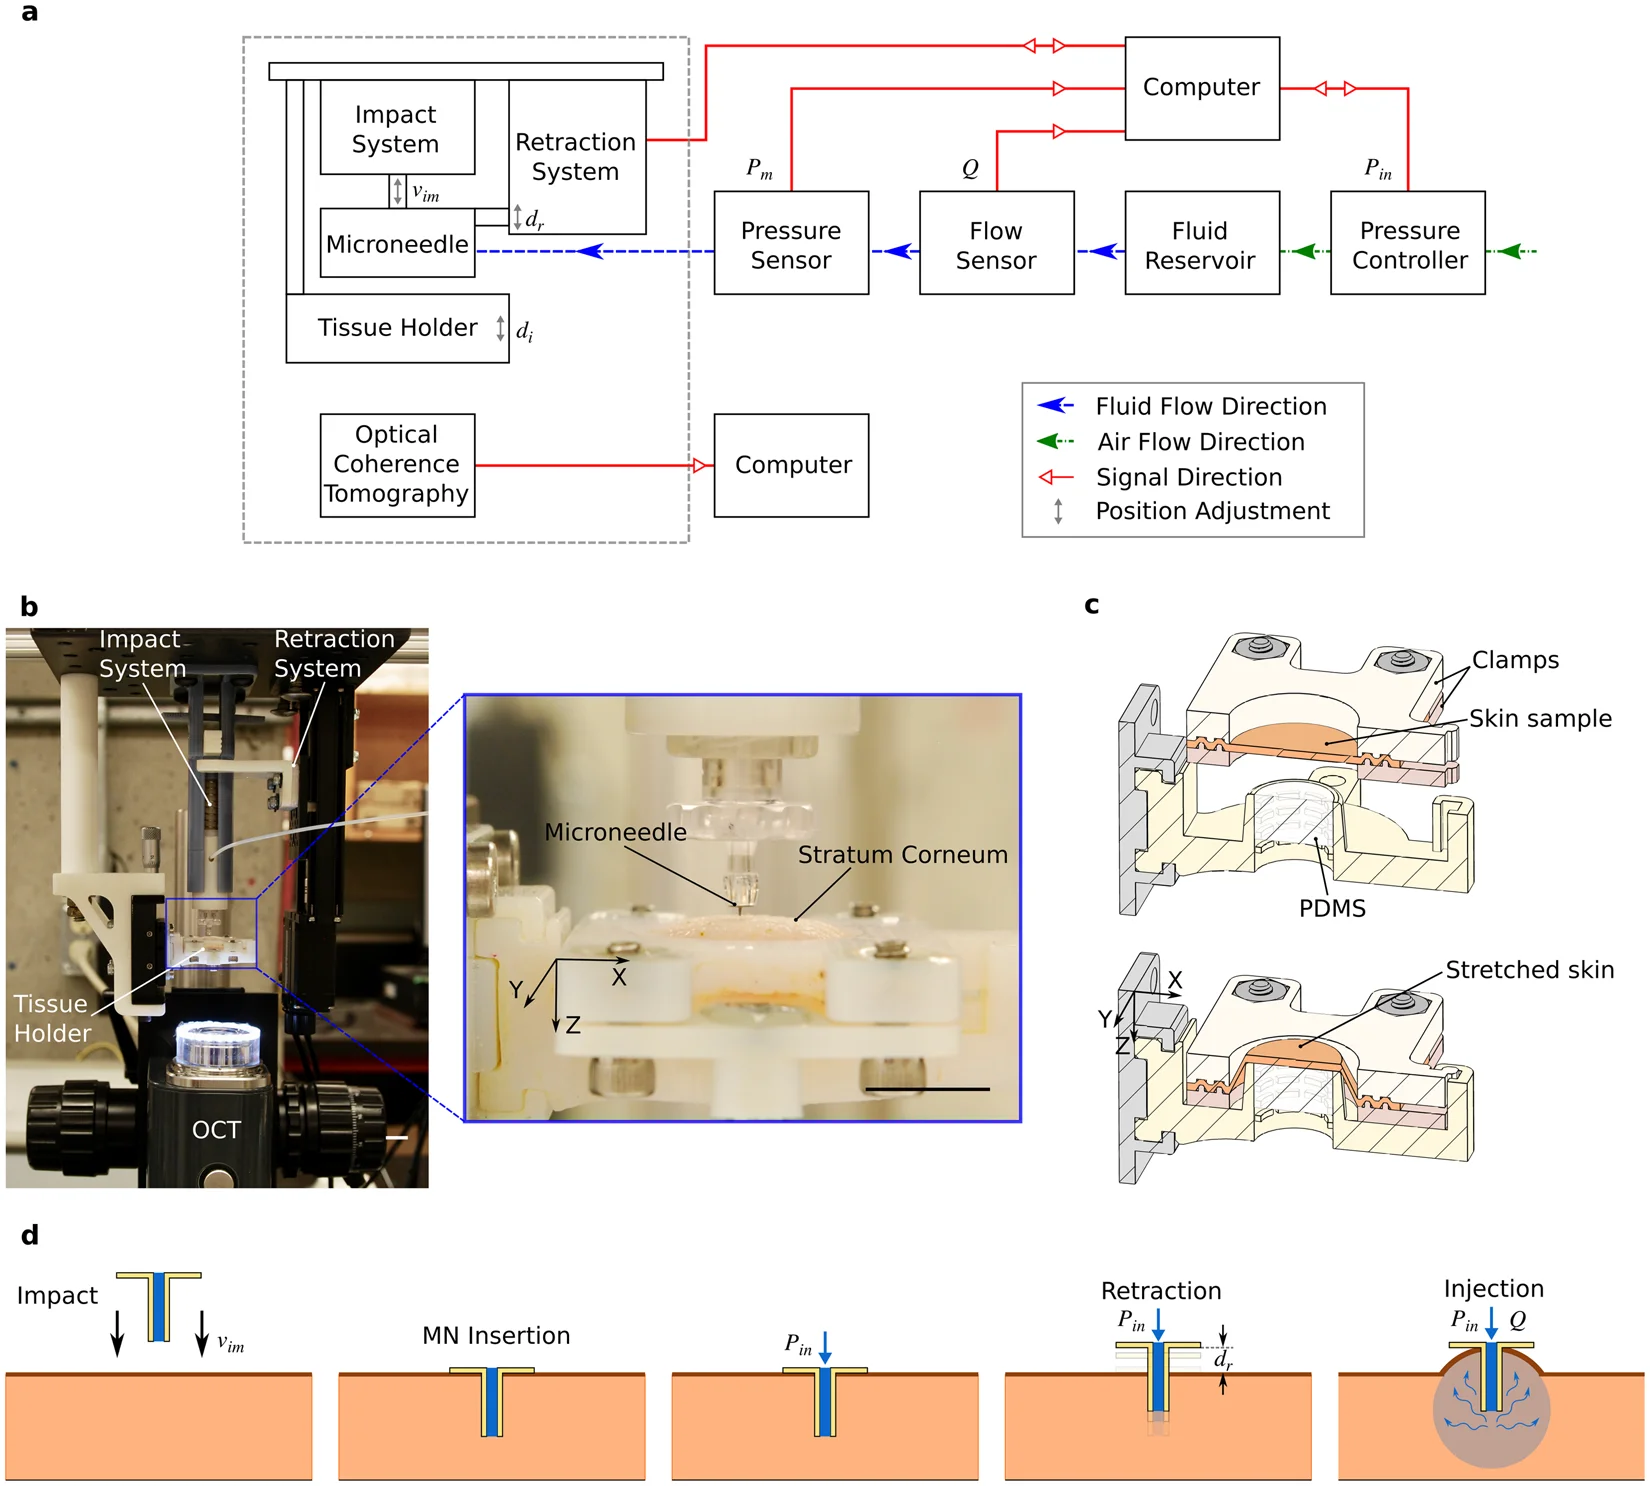 a
Impact
System
Retraction
System
v_im
d_r
Microneedle
Tissue Holder
d_i
Optical
Coherence
Tomography
Computer
P_m
Q
P_in
Computer
Pressure
Sensor
Flow
Sensor
Fluid
Reservoir
Pressure
Controller
Fluid Flow Direction
Air Flow Direction
Signal Direction
Position Adjustment
b
Impact
System
Retraction
System
Tissue
Holder
OCT
Microneedle
Stratum Corneum
X
Y
Z
c
Clamps
Skin sample
PDMS
Stretched skin
X
Y
Z
d
Impact
v_im
MN Insertion
P_in
Retraction
P_in
d_r
Injection
P_in Q